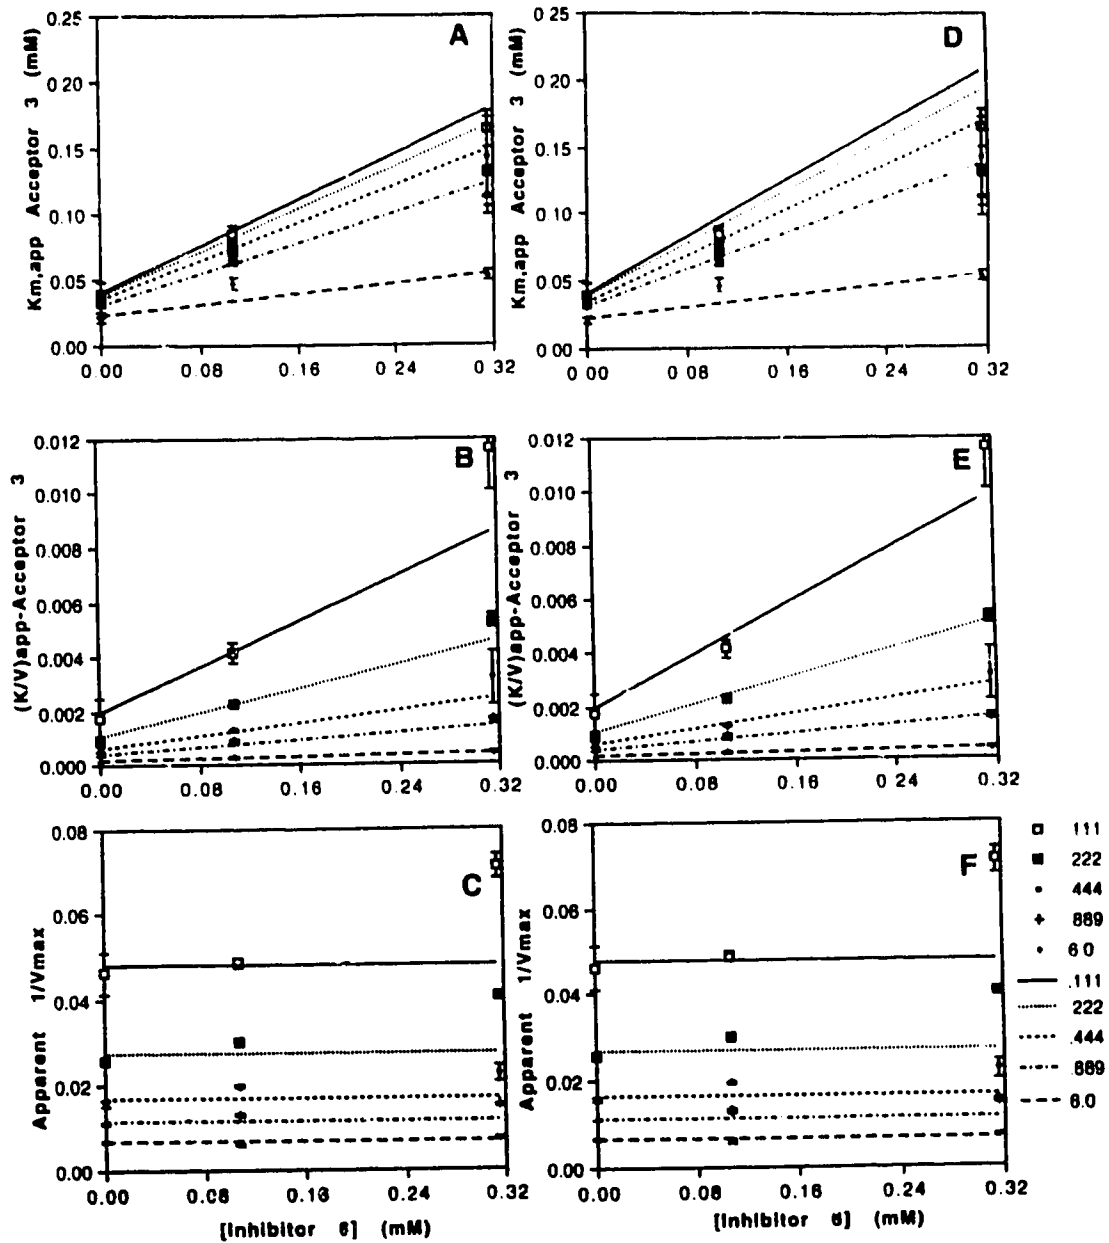 A
Km,app Acceptor 3 (mM)
0.25
0.20
0.15
0.10
0.05
0.00
0.00 0.08 0.16 0.24 0.32
D
Km,app Acceptor 3 (mM)
0.25
0.20
0.15
0.10
0.05
0.00
0 00 0 08 0 16 0 24 0 32
B
(K/V)app-Acceptor 3
0.012
0.010
0.008
0.006
0.004
0.002
0.000
0.00 0.08 0.16 0.24 0.32
E
(K/V)app-Acceptor 3
0.012
0.010
0.008
0.006
0.004
0.002
0.000
0.00 0.08 0.16 0.24 0.32
C
Apparent 1/Vmax
0.08
0.06
0.04
0.02
0.00
0.00 0.08 0.16 0.24 0.32
[Inhibitor 6] (mM)
F
Apparent 1/Vmax
0.08
0.06
0.04
0.02
0.00
0.00 0.08 0.16 0.24 0.32
[Inhibitor 6] (mM)
111
222
444
889
6 0
.111
222
.444
.889
6.0